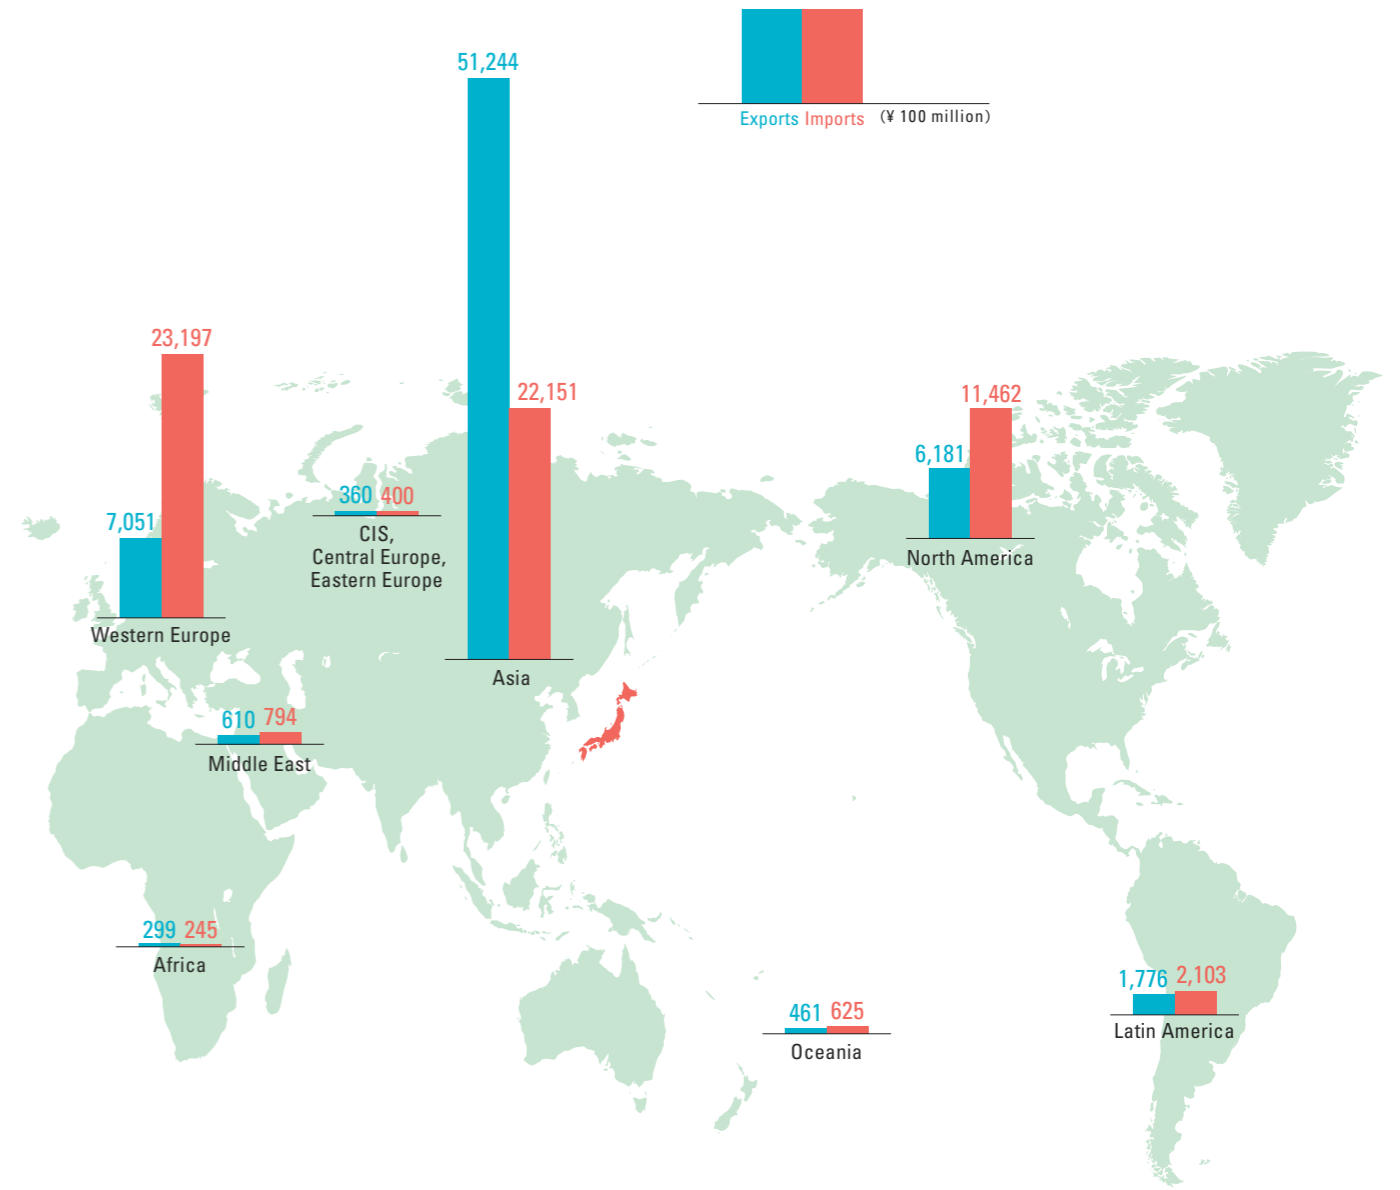 Exports Imports (¥ 100 million)
51,244
22,151
Asia
23,197
7,051
Western Europe
360 400
CIS,
Central Europe,
Eastern Europe
11,462
6,181
North America
610 794
Middle East
299 245
Africa
461 625
Oceania
1,776 2,103
Latin America